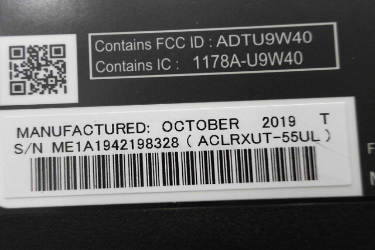 Contains FCC ID : ADTU9W40
Contains IC : 1178A-U9W40
MANUFACTURED: OCTOBER 2019 T
S/N ME1A1942198328 ( ACLRXUT-55UL )